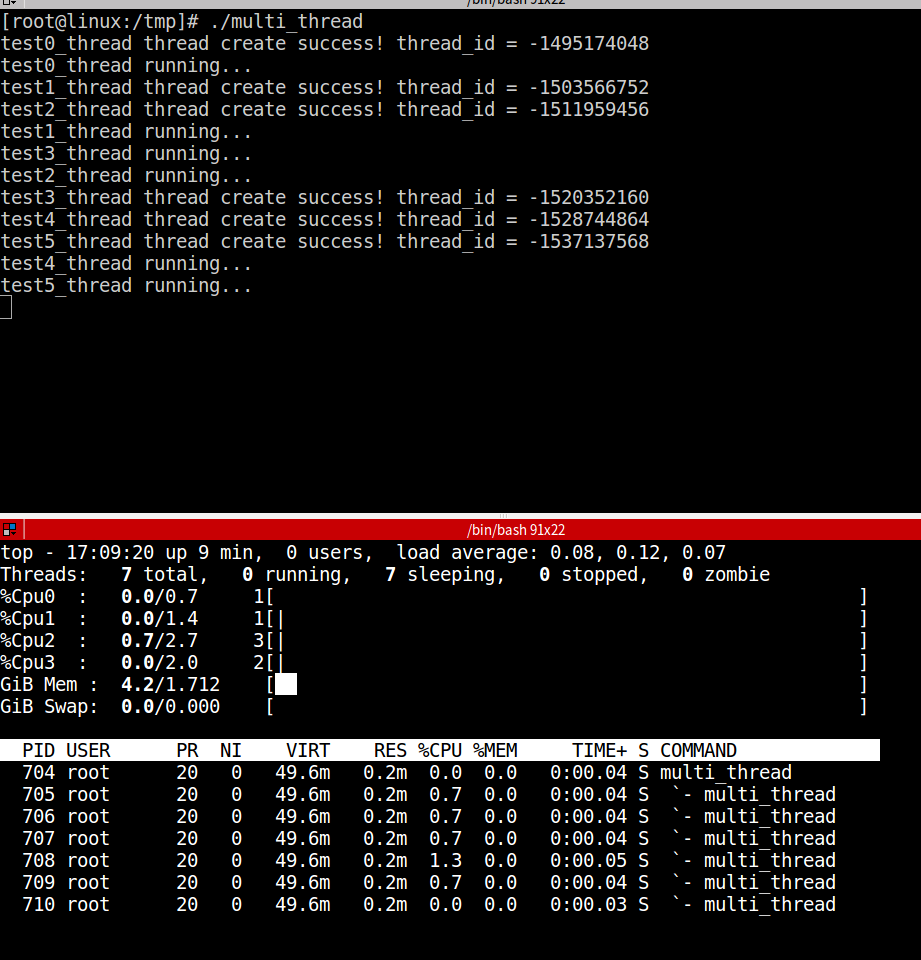 /bin/bash 91x22
[root@linux:/tmp]# ./multi_thread
test0_thread thread create success! thread_id = -1495174048
test0_thread running...
test1_thread thread create success! thread_id = -1503566752
test2_thread thread create success! thread_id = -1511959456
test1_thread running...
test3_thread running...
test2_thread running...
test3_thread thread create success! thread_id = -1520352160
test4_thread thread create success! thread_id = -1528744864
test5_thread thread create success! thread_id = -1537137568
test4_thread running...
test5_thread running...
/bin/bash 91x22
top - 17:09:20 up 9 min,  0 users,  load average: 0.08, 0.12, 0.07
Threads:   7 total,   0 running,   7 sleeping,   0 stopped,   0 zombie
%Cpu0  :   0.0/0.7     1[                                                      ]
%Cpu1  :   0.0/1.4     1[|                                                     ]
%Cpu2  :   0.7/2.7     3[|                                                     ]
%Cpu3  :   0.0/2.0     2[|                                                     ]
GiB Mem :  4.2/1.712    [                                                      ]
GiB Swap:  0.0/0.000    [                                                      ]
  PID USER      PR  NI    VIRT    RES %CPU %MEM     TIME+ S COMMAND
  704 root      20   0   49.6m   0.2m  0.0  0.0   0:00.04 S multi_thread
  705 root      20   0   49.6m   0.2m  0.7  0.0   0:00.04 S  `- multi_thread
  706 root      20   0   49.6m   0.2m  0.7  0.0   0:00.04 S  `- multi_thread
  707 root      20   0   49.6m   0.2m  0.7  0.0   0:00.04 S  `- multi_thread
  708 root      20   0   49.6m   0.2m  1.3  0.0   0:00.05 S  `- multi_thread
  709 root      20   0   49.6m   0.2m  0.7  0.0   0:00.04 S  `- multi_thread
  710 root      20   0   49.6m   0.2m  0.0  0.0   0:00.03 S  `- multi_thread